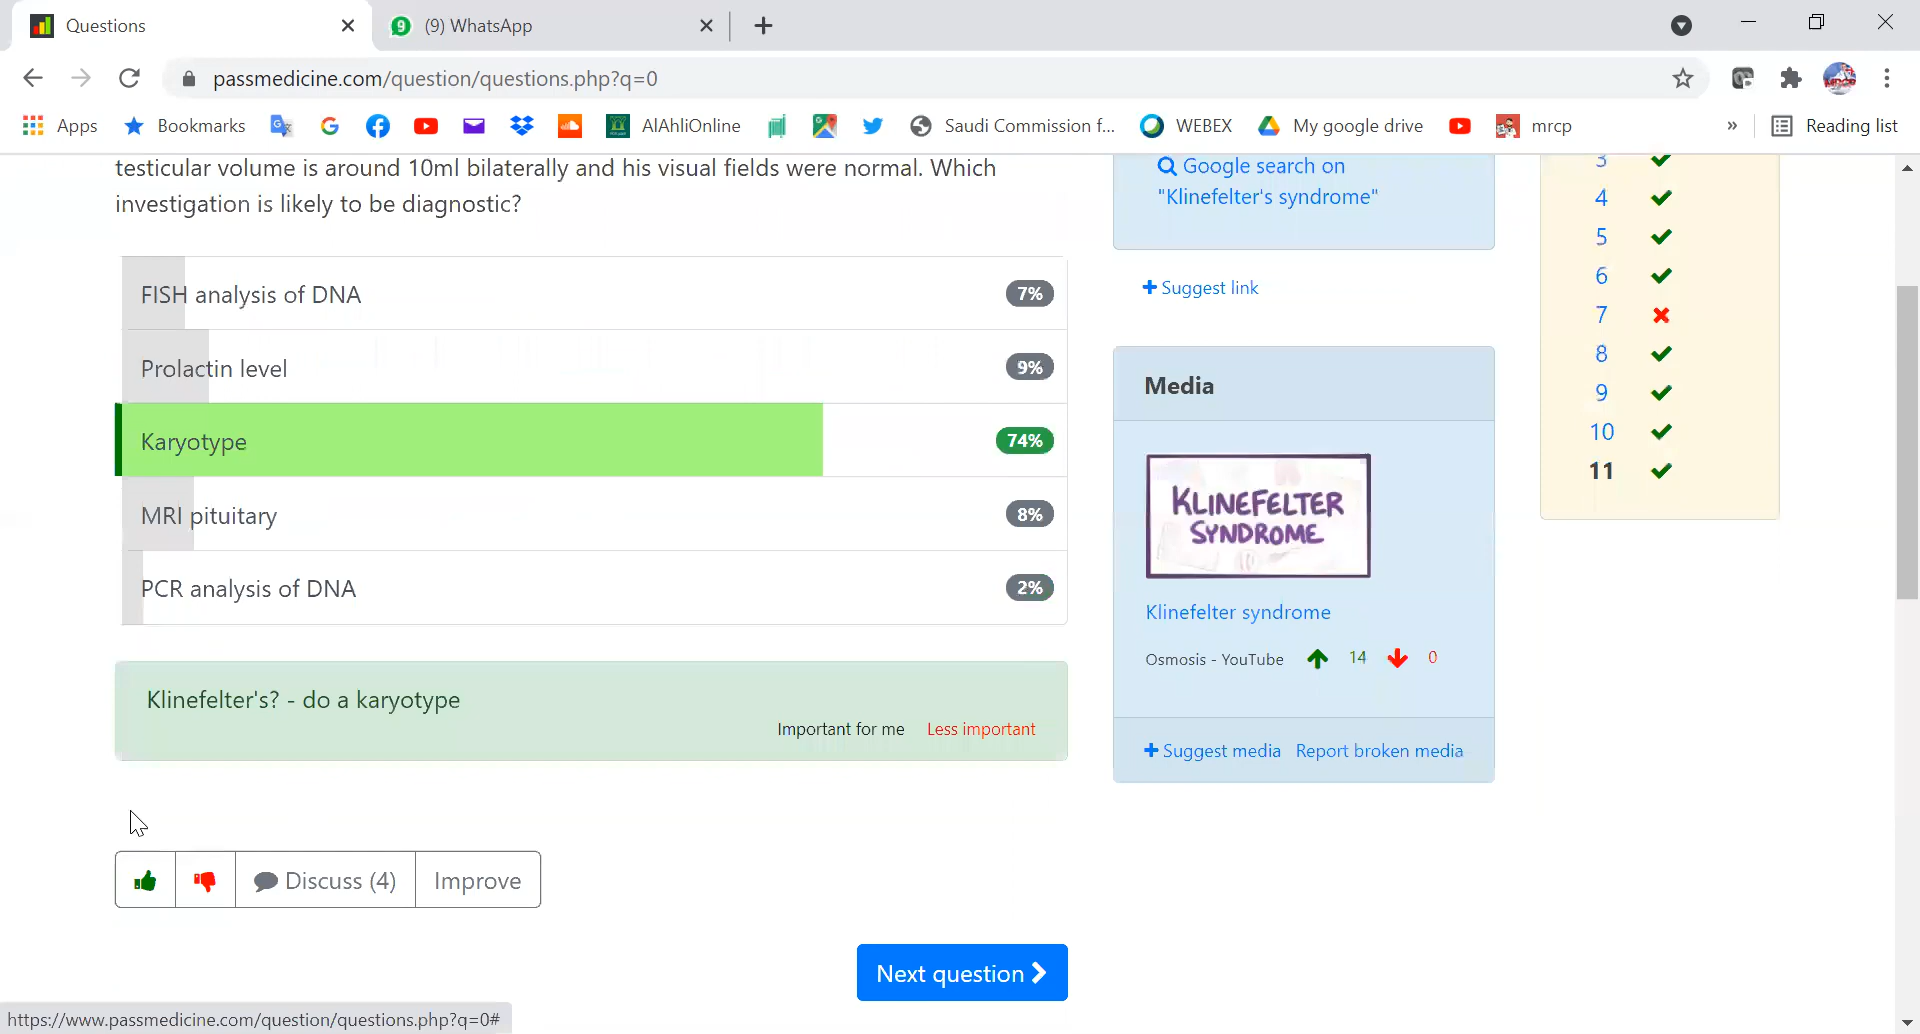 Questions
(9) WhatsApp
passmedicine.com/question/questions.php?q=0
Apps
Bookmarks
AlAhliOnline
Saudi Commission f...
WEBEX
My google drive
mrcp
»
Reading list
testicular volume is around 10ml bilaterally and his visual fields were normal. Which
investigation is likely to be diagnostic?
FISH analysis of DNA 7%
Prolactin level 9%
Karyotype 74%
MRI pituitary 8%
PCR analysis of DNA 2%
Klinefelter's? - do a karyotype
Important for me Less important
Discuss (4) Improve
Next question
Google search on
"Klinefelter's syndrome"
Suggest link
Media
KLINEFELTER
SYNDROME
Klinefelter syndrome
Osmosis - YouTube 14 0
Suggest media Report broken media
3
4
5
6
7
8
9
10
11
https://www.passmedicine.com/question/questions.php?q=0#